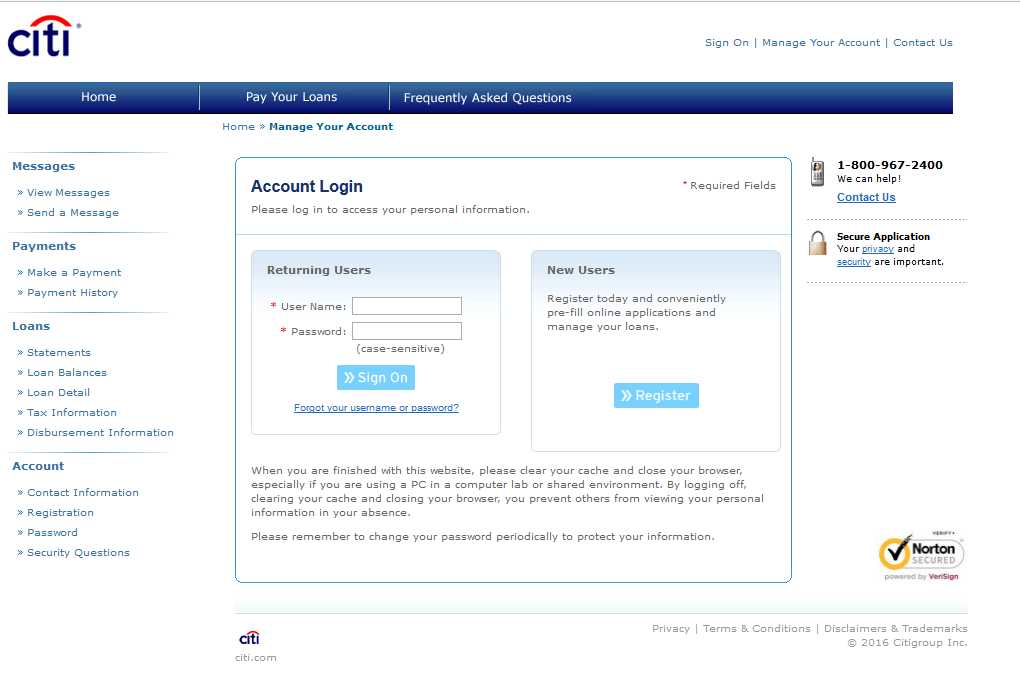 citi
Sign On | Manage Your Account | Contact Us
Home
Pay Your Loans
Frequently Asked Questions
Home » Manage Your Account
Messages
» View Messages
» Send a Message
Payments
» Make a Payment
» Payment History
Loans
» Statements
» Loan Balances
» Loan Detail
» Tax Information
» Disbursement Information
Account
» Contact Information
» Registration
» Password
» Security Questions
Account Login
* Required Fields
Please log in to access your personal information.
Returning Users
* User Name:
* Password:
(case-sensitive)
» Sign On
Forgot your username or password?
New Users
Register today and conveniently
pre-fill online applications and
manage your loans.
» Register
When you are finished with this website, please clear your cache and close your browser,
especially if you are using a PC in a computer lab or shared environment. By logging off,
clearing your cache and closing your browser, you prevent others from viewing your personal
information in your absence.
Please remember to change your password periodically to protect your information.
1-800-967-2400
We can help!
Contact Us
Secure Application
Your privacy and
security are important.
VERIFY▸
Norton
SECURED
powered by VeriSign
citi
citi.com
Privacy | Terms & Conditions | Disclaimers & Trademarks
© 2016 Citigroup Inc.